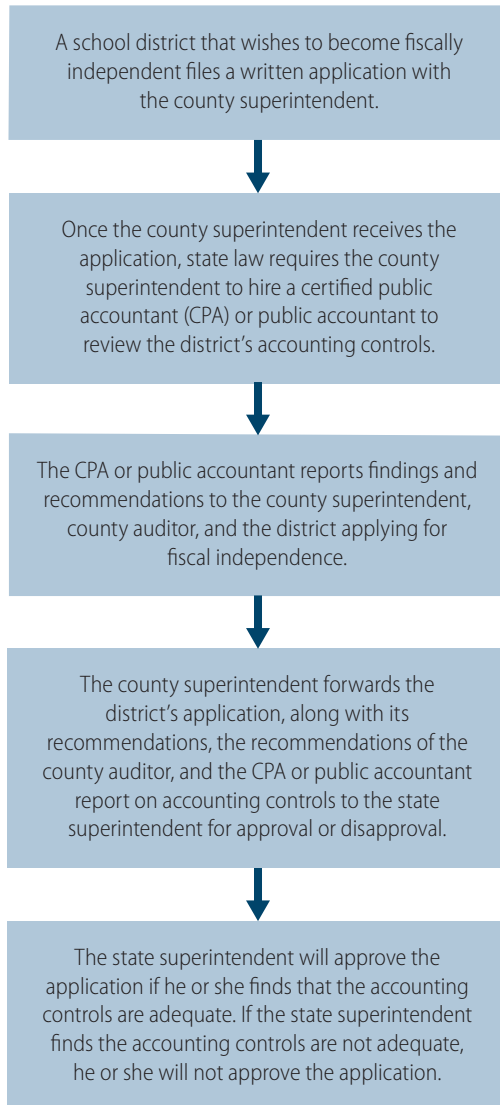 A school district that wishes to become fiscally
independent files a written application with
the county superintendent.
Once the county superintendent receives the
application, state law requires the county
superintendent to hire a certified public
accountant (CPA) or public accountant to
review the district’s accounting controls.
The CPA or public accountant reports findings and
recommendations to the county superintendent,
county auditor, and the district applying for
fiscal independence.
The county superintendent forwards the
district’s application, along with its
recommendations, the recommendations of the
county auditor, and the CPA or public accountant
report on accounting controls to the state
superintendent for approval or disapproval.
The state superintendent will approve the
application if he or she finds that the accounting
controls are adequate. If the state superintendent
finds the accounting controls are not adequate,
he or she will not approve the application.